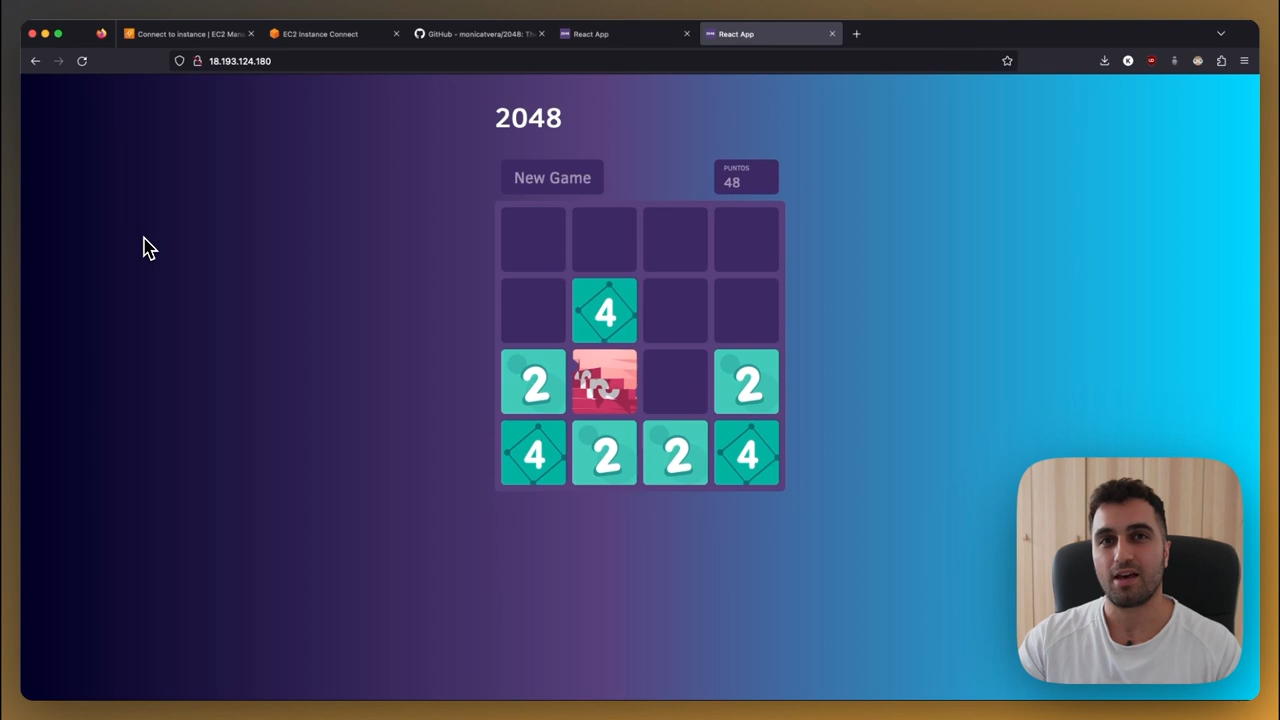 Connect to instance | EC2 Mana
EC2 Instance Connect
GitHub - monicatvera/2048: Th
React App
React App
18.193.124.180
2048
New Game
PUNTOS
48
4
2
2
4 2 2 4